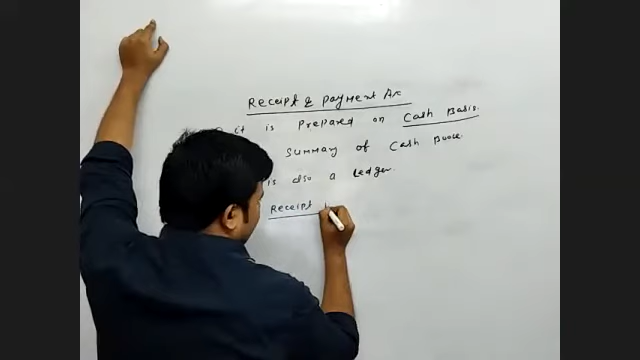 Receipt & Payment A/c
it is Prepared on Cash Basis.
Summary of Cash Book.
is also a Ledger.
Receipt